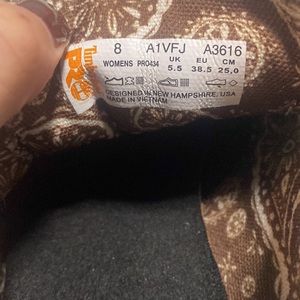 8 A1VFJ A3616
UK EU CM
WOMENS PRO434 5.5 38.5 25,0
DESIGNED IN NEW HAMPSHIRE, USA
MADE IN VIETNAM
PRO